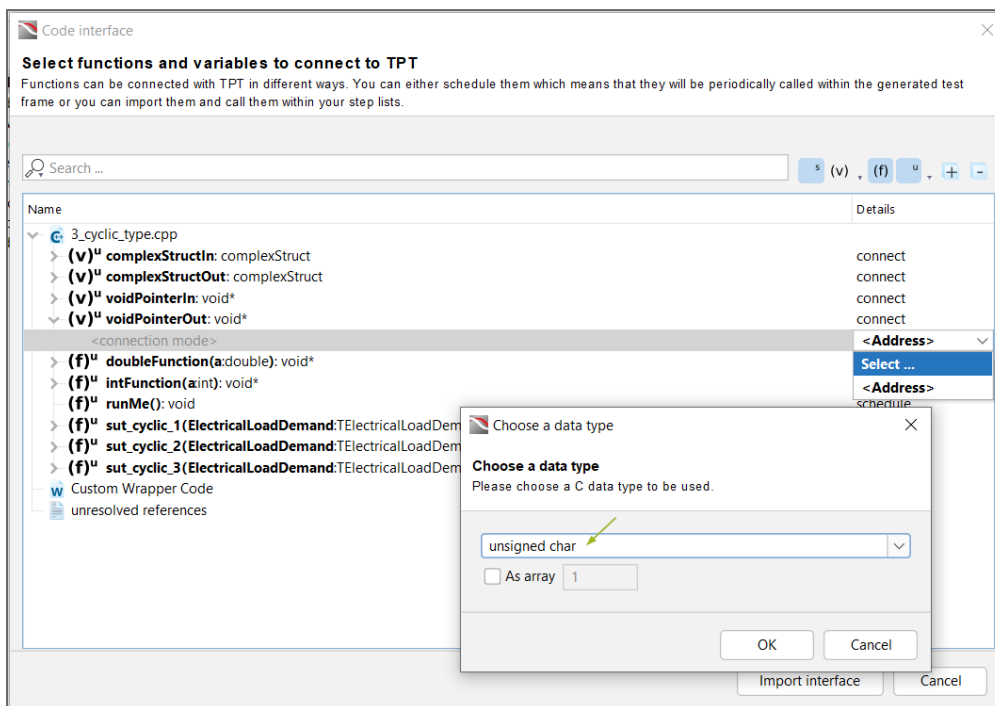 Code interface
Select functions and variables to connect to TPT
Functions can be connected with TPT in different ways. You can either schedule them which means that they will be periodically called within the generated test
frame or you can import them and call them within your step lists.
Search ...
s (v) (f) u + -
Name Details
3_cyclic_type.cpp
(v)u complexStructIn: complexStruct connect
(v)u complexStructOut: complexStruct connect
(v)u voidPointerIn: void* connect
(v)u voidPointerOut: void* connect
<connection mode> <Address>
(f)u doubleFunction(a:double): void* Select ...
(f)u intFunction(a:int): void* <Address>
(f)u runMe(): void schedule
(f)u sut_cyclic_1(ElectricalLoadDemand:TElectricalLoadDem
(f)u sut_cyclic_2(ElectricalLoadDemand:TElectricalLoadDem
(f)u sut_cyclic_3(ElectricalLoadDemand:TElectricalLoadDem
W Custom Wrapper Code
unresolved references
Choose a data type
Choose a data type
Please choose a C data type to be used.
unsigned char
As array 1
OK Cancel
Import interface Cancel